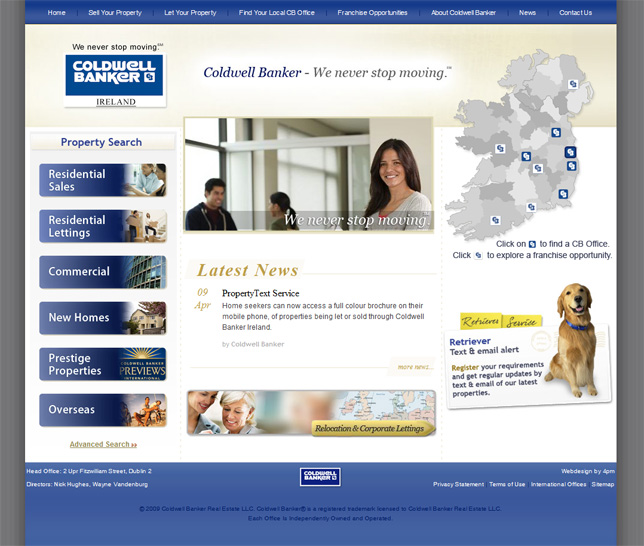 Home
Sell Your Property
Let Your Property
Find Your Local CB Office
Franchise Opportunities
About Coldwell Banker
News
Contact Us
We never stop moving.℠
COLDWELL
BANKER CB
IRELAND
Coldwell Banker - We never stop moving.℠
Property Search
Residential
Sales
Residential
Lettings
Commercial
New Homes
Prestige
Properties
COLDWELL BANKER
PREVIEWS
INTERNATIONAL
Overseas
Advanced Search
We never stop moving.
Latest News
09
Apr
PropertyText Service
Home seekers can now access a full colour brochure on their
mobile phone, of properties being let or sold through Coldwell
Banker Ireland.
by Coldwell Banker
more news...
Relocation & Corporate Lettings
Click on to find a CB Office.
Click to explore a franchise opportunity.
Retriever Service
Retriever
Text & email alert
Register your requirements
and get regular updates by
text & email of our latest
properties.
Head Office: 2 Upr Fitzwilliam Street, Dublin 2
Directors: Nick Hughes, Wayne Vandenburg
COLDWELL
BANKER CB
Webdesign by 4pm
Privacy Statement | Terms of Use | International Offices | Sitemap
© 2009 Coldwell Banker Real Estate LLC. Coldwell Banker® is a registered trademark licensed to Coldwell Banker Real Estate LLC.
Each Office is Independently Owned and Operated.